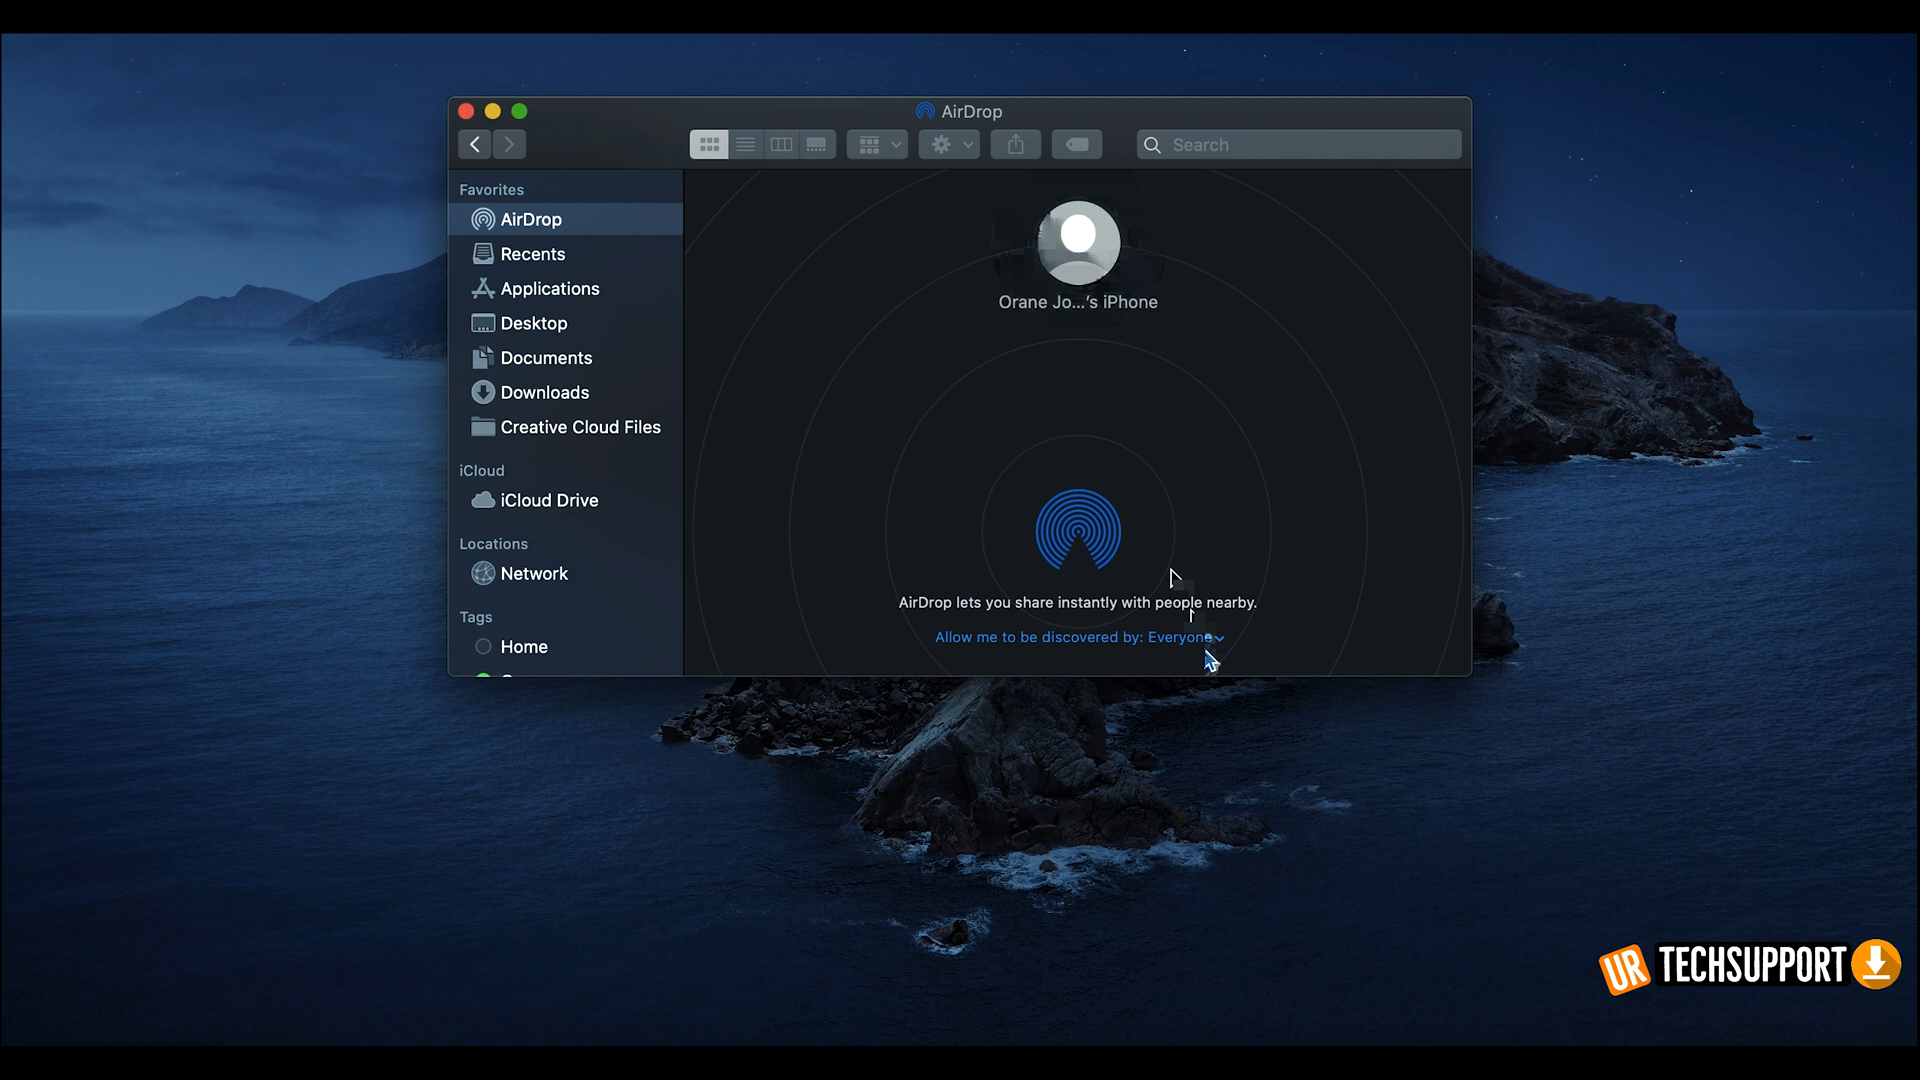 AirDrop
Search
Favorites
AirDrop
Recents
Applications
Desktop
Documents
Downloads
Creative Cloud Files
iCloud
iCloud Drive
Locations
Network
Tags
Home
Orane Jo...'s iPhone
AirDrop lets you share instantly with people nearby.
Allow me to be discovered by: Everyone
UR TECHSUPPORT